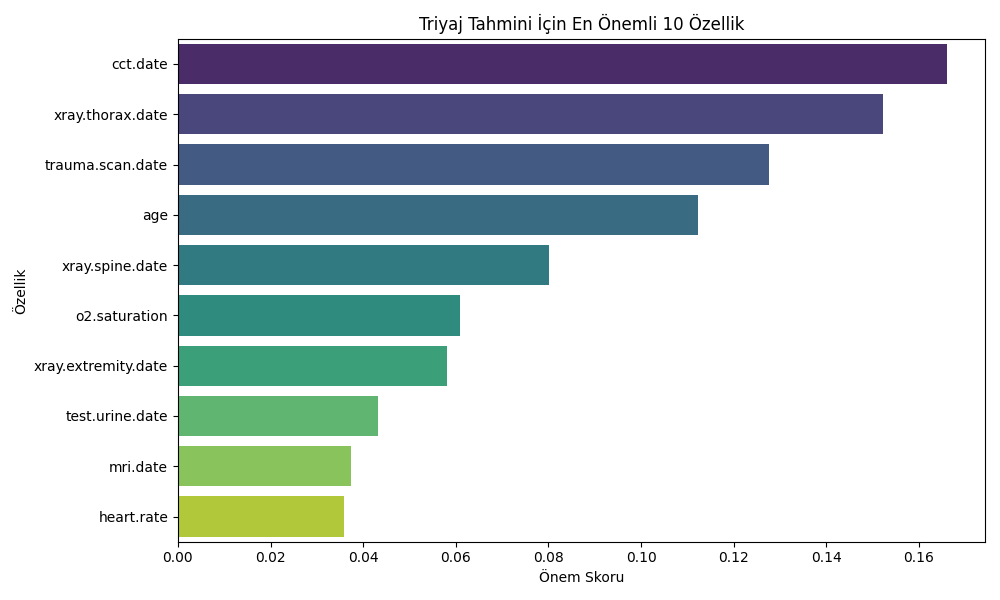 Triyaj Tahmini İçin En Önemli 10 Özellik
Özellik
cct.date
xray.thorax.date
trauma.scan.date
age
xray.spine.date
o2.saturation
xray.extremity.date
test.urine.date
mri.date
heart.rate
0.00 0.02 0.04 0.06 0.08 0.10 0.12 0.14 0.16
Önem Skoru